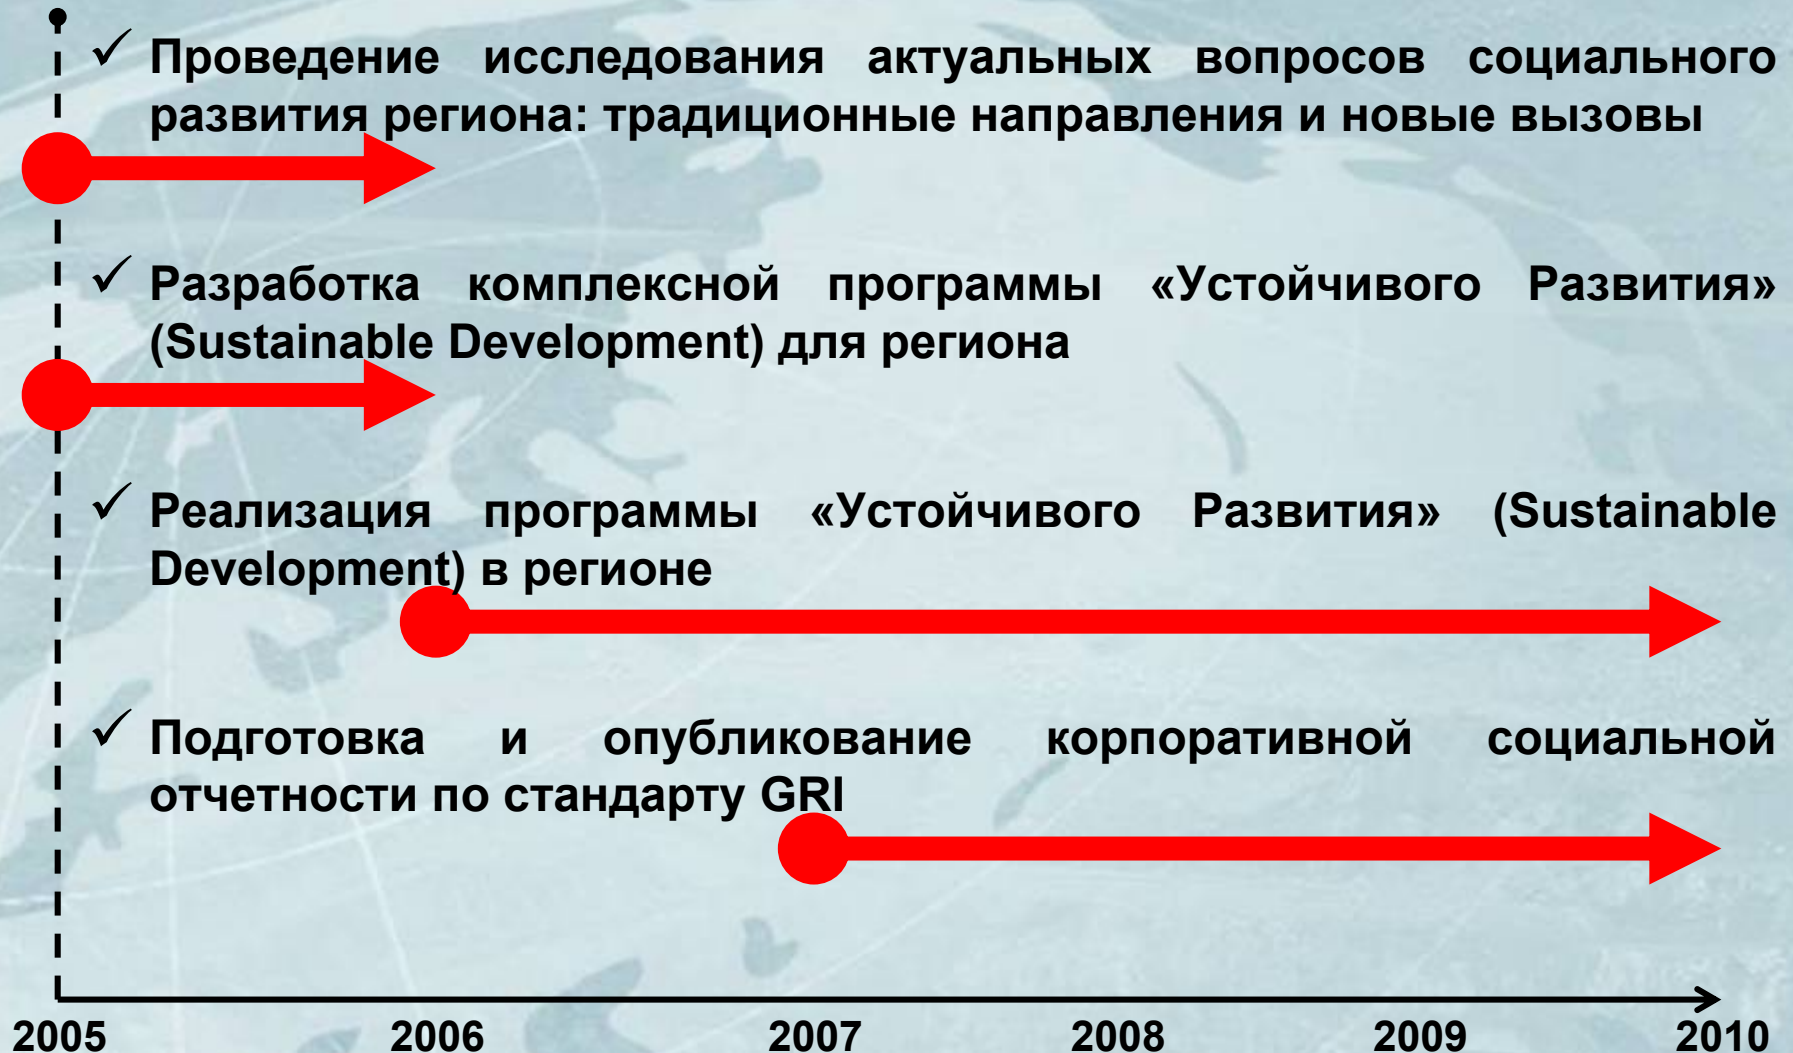 ✓ Проведение исследования актуальных вопросов социального
развития региона: традиционные направления и новые вызовы
✓ Разработка комплексной программы «Устойчивого Развития»
(Sustainable Development) для региона
✓ Реализация программы «Устойчивого Развития» (Sustainable
Development) в регионе
✓ Подготовка и опубликование корпоративной социальной
отчетности по стандарту GRI
2005 2006 2007 2008 2009 2010